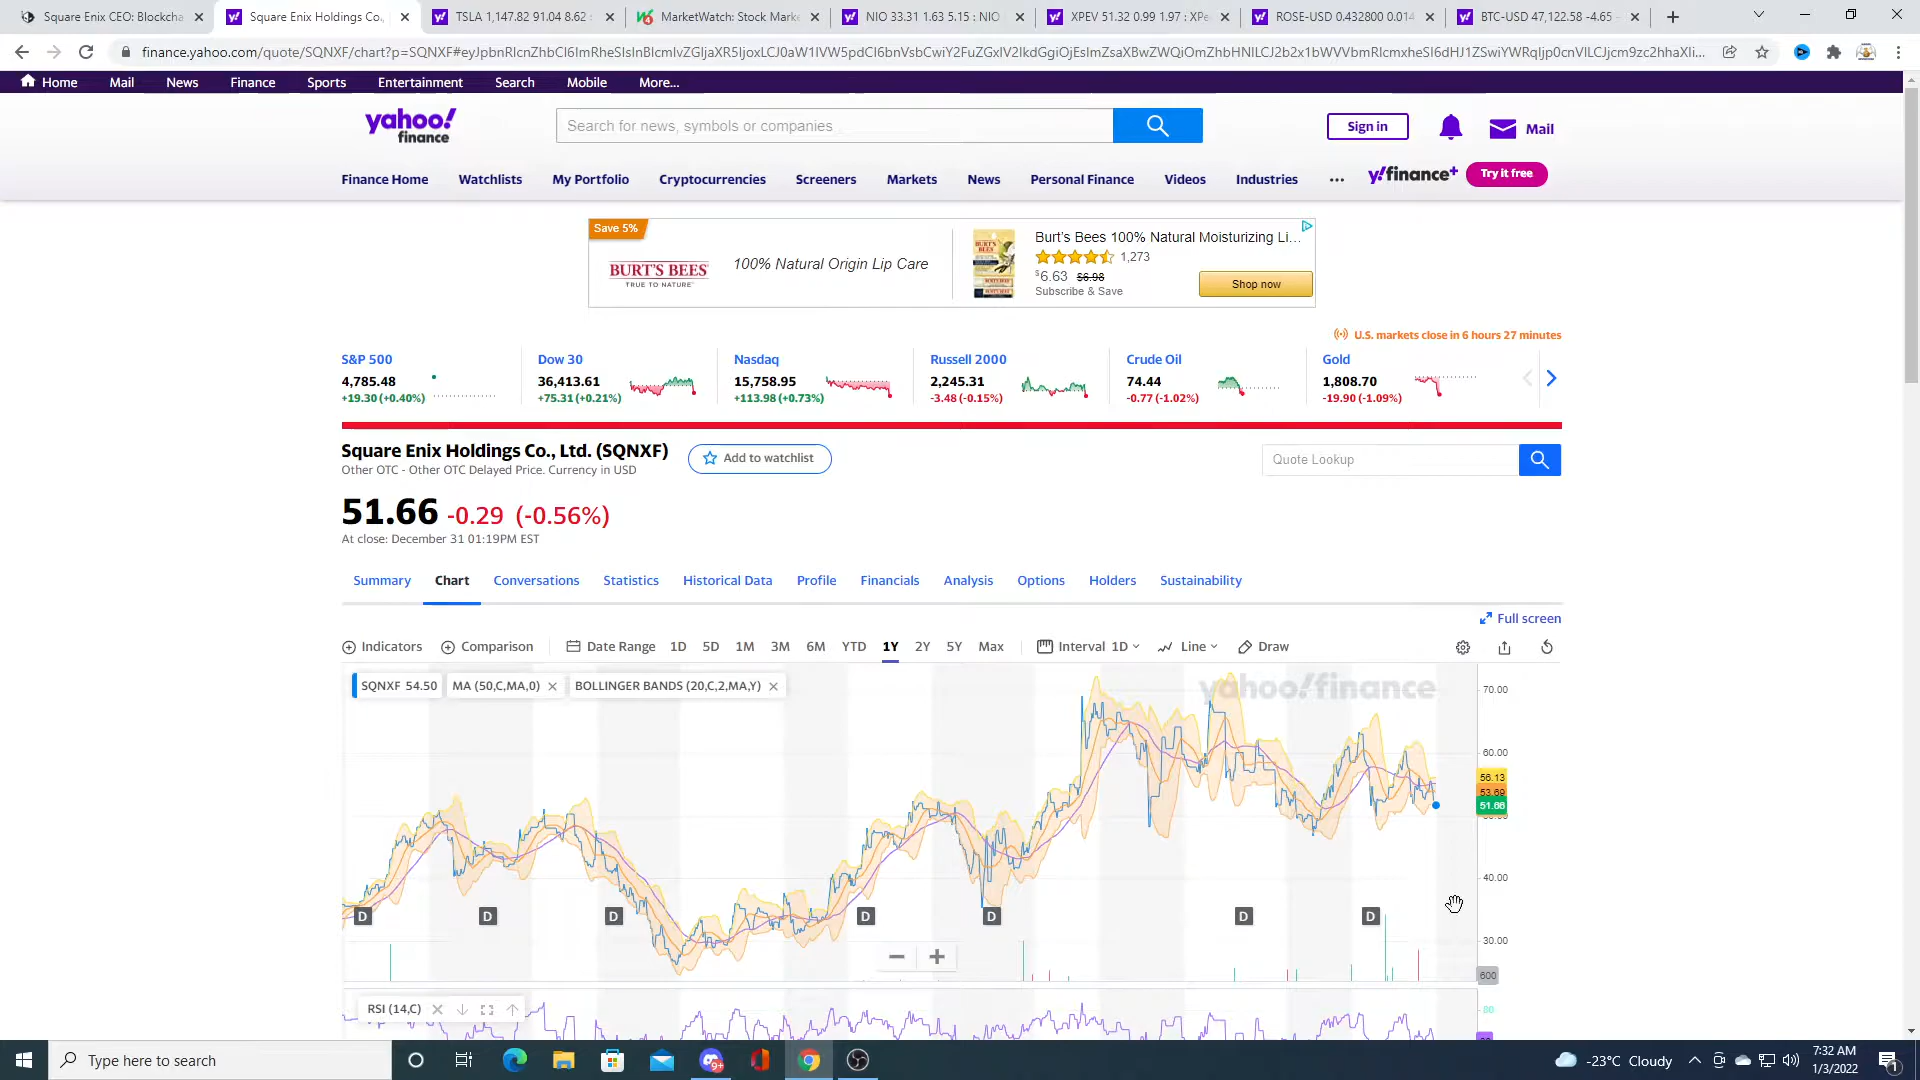 Square Enix CEO: Blockcha
Square Enix Holdings Co.,
TSLA 1,147.82 91.04 8.62
MarketWatch: Stock Mark
NIO 33.31 1.63 5.15 : NIO
XPEV 51.32 0.99 1.97 : XPe
ROSE-USD 0.432800 0.014
BTC-USD 47,122.58 -4.65
Home Mail News Finance Sports Entertainment Search Mobile More...
yahoo!
finance
Search for news, symbols or companies
Sign in
Mail
Finance Home Watchlists My Portfolio Cryptocurrencies Screeners Markets News Personal Finance Videos Industries ... y!finance+ Try it free
Save 5%
BURT'S BEES
TRUE TO NATURE
100% Natural Origin Lip Care
Burt's Bees 100% Natural Moisturizing Li...
1,273
$6.63 $6.98
Subscribe & Save
Shop now
U.S. markets close in 6 hours 27 minutes
S&P 500
4,785.48
+19.30 (+0.40%)
Dow 30
36,413.61
+75.31 (+0.21%)
Nasdaq
15,758.95
+113.98 (+0.73%)
Russell 2000
2,245.31
-3.48 (-0.15%)
Crude Oil
74.44
-0.77 (-1.02%)
Gold
1,808.70
-19.90 (-1.09%)
Square Enix Holdings Co., Ltd. (SQNXF)
Add to watchlist
Quote Lookup
Other OTC - Other OTC Delayed Price. Currency in USD
51.66 -0.29 (-0.56%)
At close: December 31 01:19PM EST
Summary Chart Conversations Statistics Historical Data Profile Financials Analysis Options Holders Sustainability
Full screen
Indicators Comparison Date Range 1D 5D 1M 3M 6M YTD 1Y 2Y 5Y Max Interval 1D Line Draw
SQNXF 54.50 MA (50,C,MA,0) BOLLINGER BANDS (20,C,2,MA,Y)
yahoo!finance
70.00
60.00
56.13
53.69
51.66
40.00
D D D D D D D
30.00
600
RSI (14,C)
80
Type here to search
9+
-23°C Cloudy
7:32 AM
1/3/2022
1